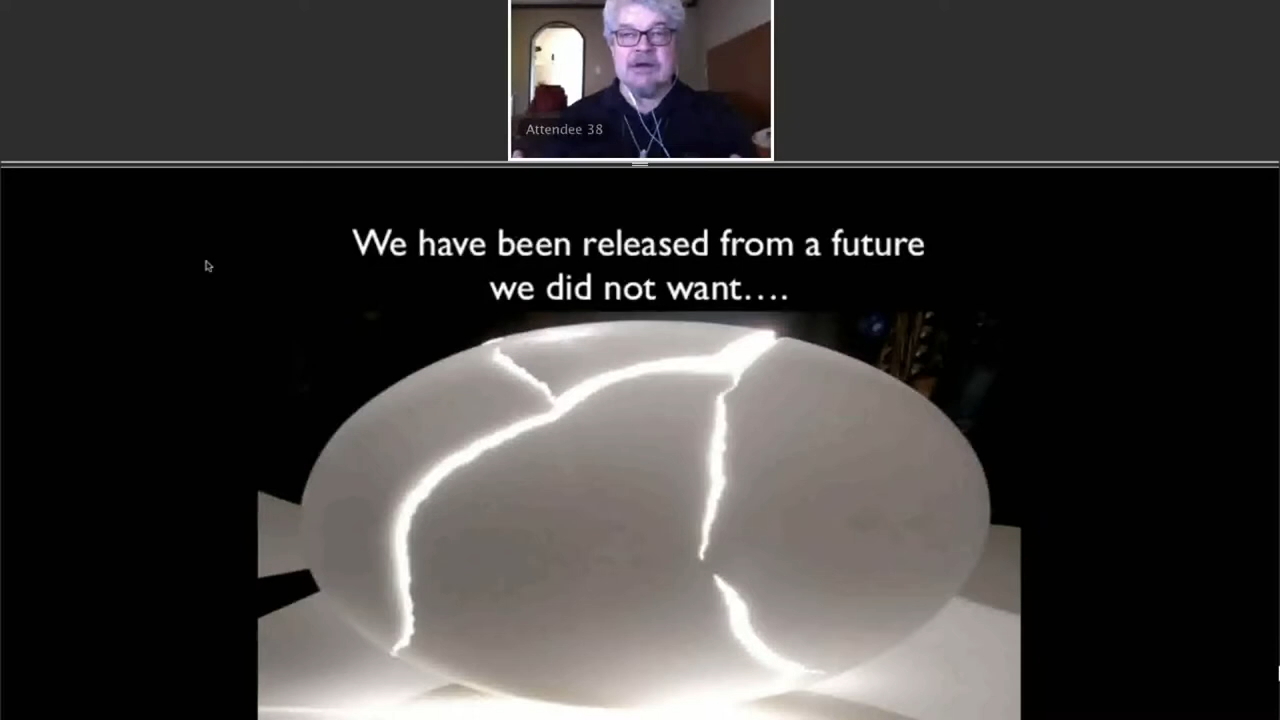 Attendee 38
We have been released from a future
we did not want....